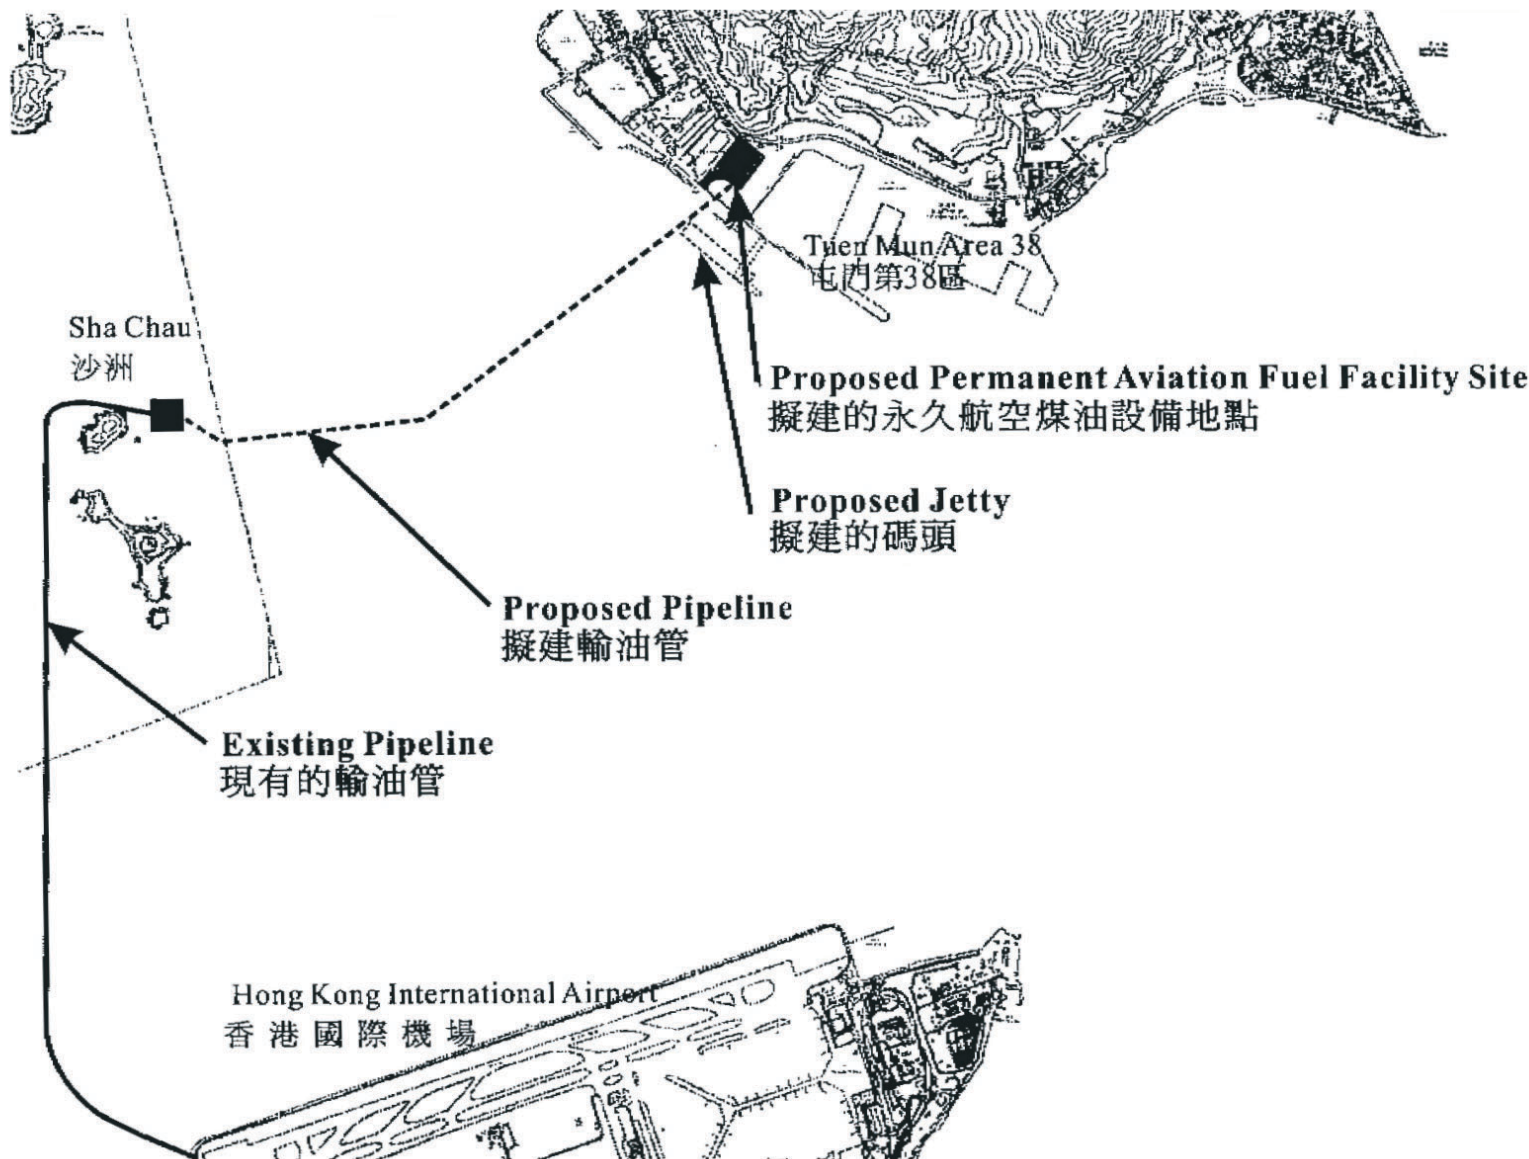 Tuen Mun Area 38
屯門第38區
Sha Chau
沙洲
Proposed Permanent Aviation Fuel Facility Site
擬建的永久航空煤油設備地點
Proposed Jetty
擬建的碼頭
Proposed Pipeline
擬建輸油管
Existing Pipeline
現有的輸油管
Hong Kong International Airport
香港國際機場